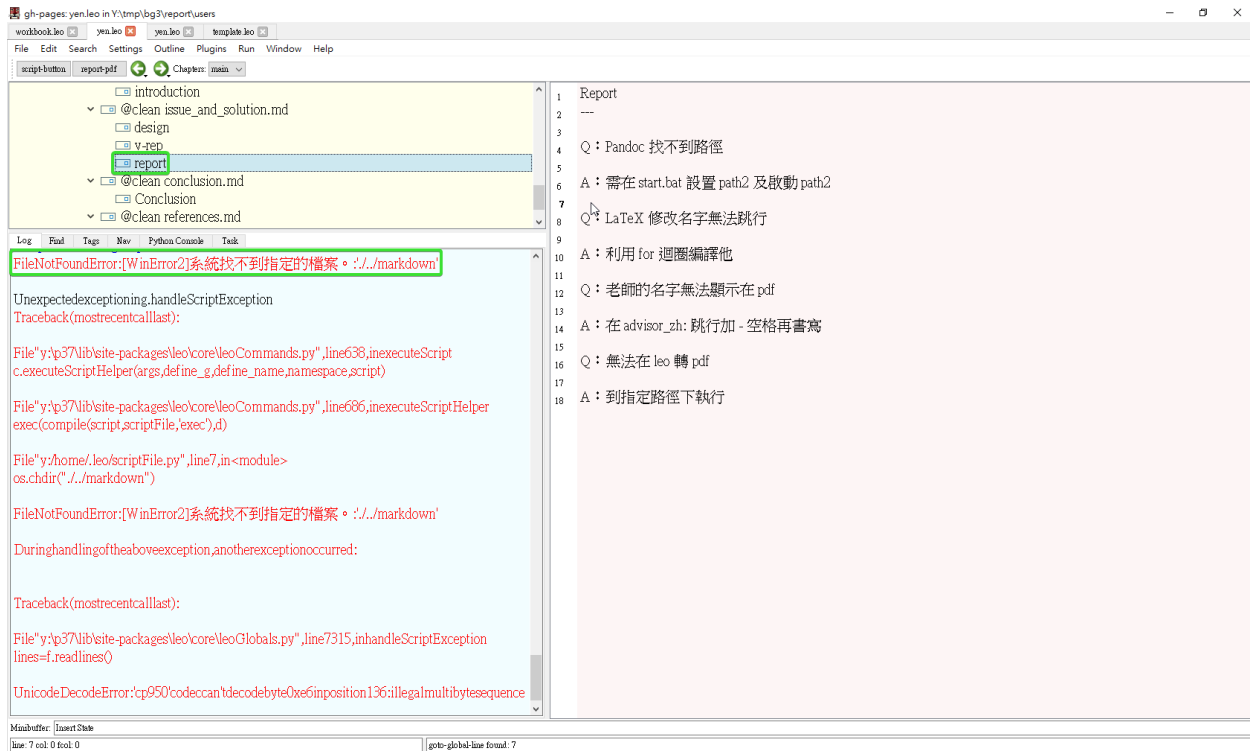 gh-pages: yen.leo in Y:\tmp\bg3\report\users
workbook.leo yen.leo yen.leo template.leo
File Edit Search Settings Outline Plugins Run Window Help
script-button report-pdf Chapters: main
introduction
@clean issue_and_solution.md
design
v-rep
report
@clean conclusion.md
Conclusion
@clean references.md
Log Find Tags Nav Python Console Task
FileNotFoundError:[WinError2]系統找不到指定的檔案。:'./../markdown'
Unexpectedexceptioning.handleScriptException
Traceback(mostrecentcalllast):
File"y:\p37\lib\site-packages\leo\core\leoCommands.py",line638,inexecuteScript
c.executeScriptHelper(args,define_g,define_name,namespace,script)
File"y:\p37\lib\site-packages\leo\core\leoCommands.py",line686,inexecuteScriptHelper
exec(compile(script,scriptFile,'exec'),d)
File"y:/home/.leo/scriptFile.py",line7,in<module>
os.chdir("./../markdown")
FileNotFoundError:[WinError2]系統找不到指定的檔案。:'./../markdown'
Duringhandlingoftheaboveexception,anotherexceptionoccurred:
Traceback(mostrecentcalllast):
File"y:\p37\lib\site-packages\leo\core\leoGlobals.py",line7315,inhandleScriptException
lines=f.readlines()
UnicodeDecodeError:'cp950'codeccan'tdecodebyte0xe6inposition136:illegalmultibytesequence
1 Report
2 ---
3
4 Q：Pandoc 找不到路徑
5
6 A：需在 start.bat 設置 path2 及啟動 path2
7
8 Q：LaTeX 修改名字無法跳行
9
10 A：利用 for 迴圈編譯他
11
12 Q：老師的名字無法顯示在 pdf
13
14 A：在 advisor_zh: 跳行加 - 空格再書寫
15
16 Q：無法在 leo 轉 pdf
17
18 A：到指定路徑下執行
Minibuffer: Insert State
line: 7 col: 0 fcol: 0
goto-global-line found: 7